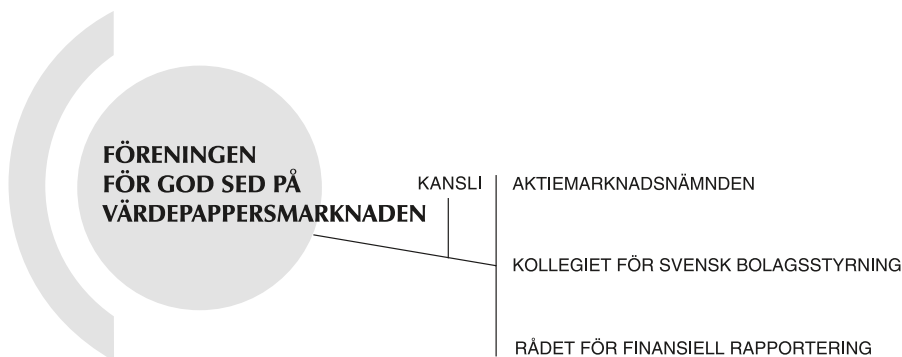 FÖRENINGEN
FÖR GOD SED PÅ
VÄRDEPAPPERSMARKNADEN
KANSLI
AKTIEMARKNADSNÄMNDEN
KOLLEGIET FÖR SVENSK BOLAGSSTYRNING
RÅDET FÖR FINANSIELL RAPPORTERING